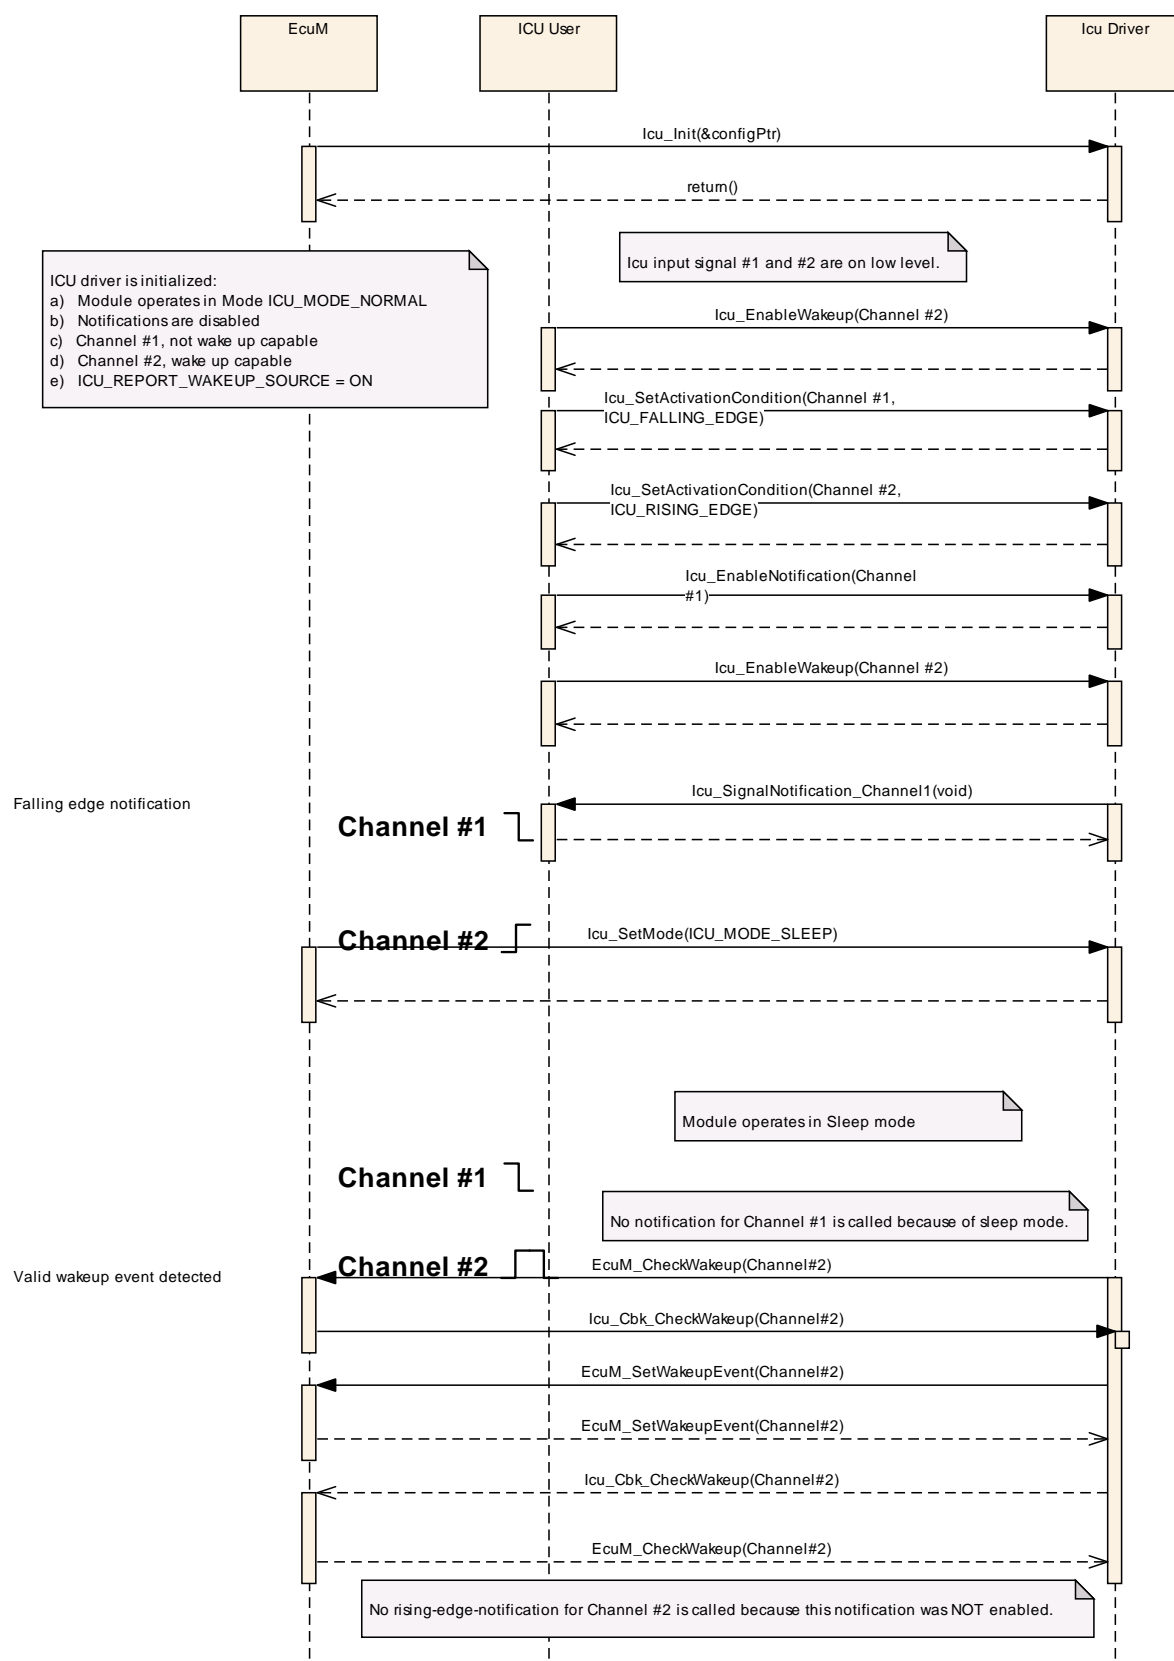 EcuM
ICU User
Icu Driver
Icu_Init(&configPtr)
return()
Icu input signal #1 and #2 are on low level.
ICU driver is initialized:
a) Module operates in Mode ICU_MODE_NORMAL
b) Notifications are disabled
c) Channel #1, not wake up capable
d) Channel #2, wake up capable
e) ICU_REPORT_WAKEUP_SOURCE = ON
Icu_EnableWakeup(Channel #2)
Icu_SetActivationCondition(Channel #1,
ICU_FALLING_EDGE)
Icu_SetActivationCondition(Channel #2,
ICU_RISING_EDGE)
Icu_EnableNotification(Channel
#1)
Icu_EnableWakeup(Channel #2)
Icu_SignalNotification_Channel1(void)
Falling edge notification
Channel #1
Channel #2
Icu_SetMode(ICU_MODE_SLEEP)
Module operates in Sleep mode
Channel #1
No notification for Channel #1 is called because of sleep mode.
Channel #2
EcuM_CheckWakeup(Channel#2)
Valid wakeup event detected
Icu_Cbk_CheckWakeup(Channel#2)
EcuM_SetWakeupEvent(Channel#2)
EcuM_SetWakeupEvent(Channel#2)
Icu_Cbk_CheckWakeup(Channel#2)
EcuM_CheckWakeup(Channel#2)
No rising-edge-notification for Channel #2 is called because this notification was NOT enabled.